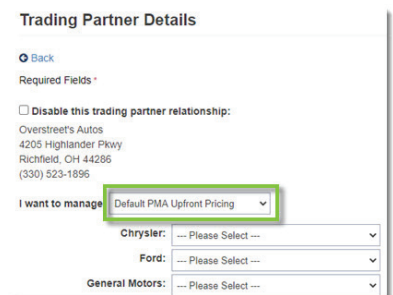 Trading Partner Details
Back
Required Fields *
Disable this trading partner relationship:
Overstreet's Autos
4205 Highlander Pkwy
Richfield, OH 44286
(330) 523-1896
I want to manage Default PMA Upfront Pricing
Chrysler: --- Please Select ---
Ford: --- Please Select ---
General Motors: --- Please Select ---